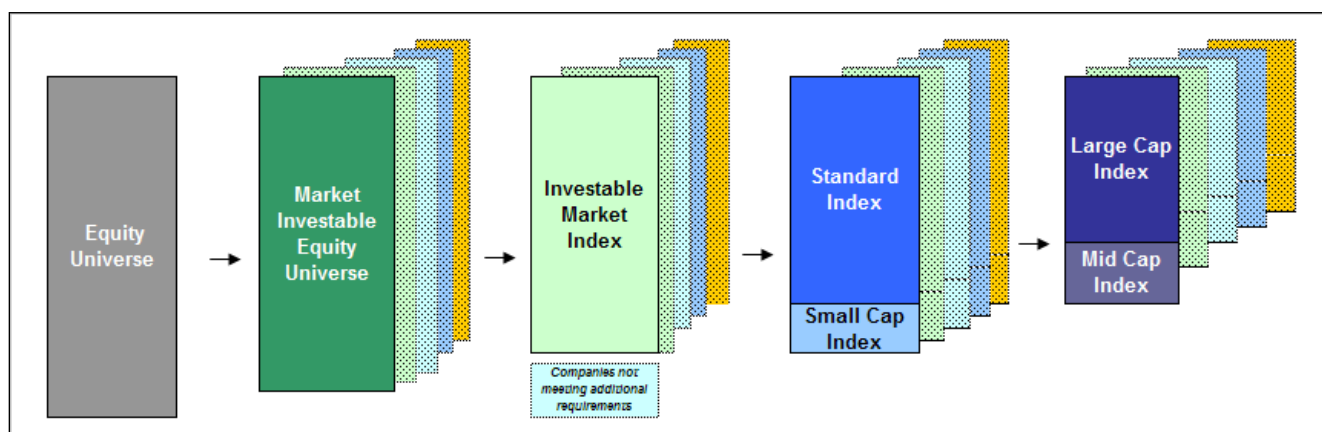 Equity
Universe
Market
Investable
Equity
Universe
Investable
Market
Index
Companies not
meeting additional
requirements
Standard
Index
Small Cap
Index
Large Cap
Index
Mid Cap
Index